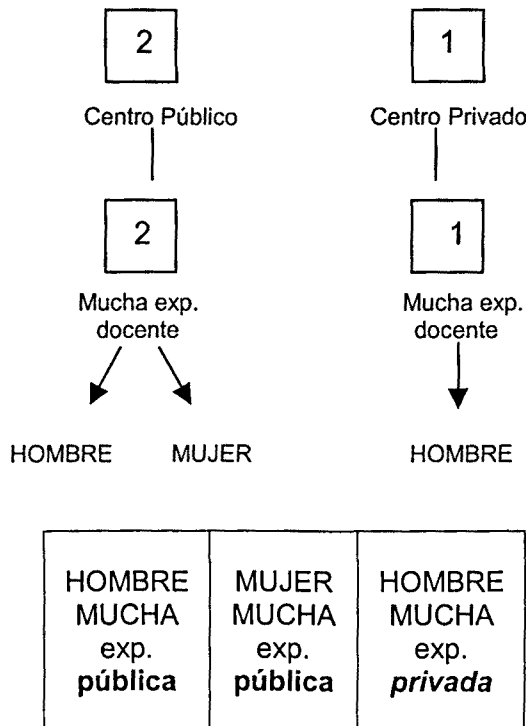 2 1
Centro Público Centro Privado
2 1
Mucha exp. Mucha exp.
docente docente
HOMBRE MUJER HOMBRE
HOMBRE MUJER HOMBRE
MUCHA MUCHA MUCHA
exp. exp. exp.
pública pública privada